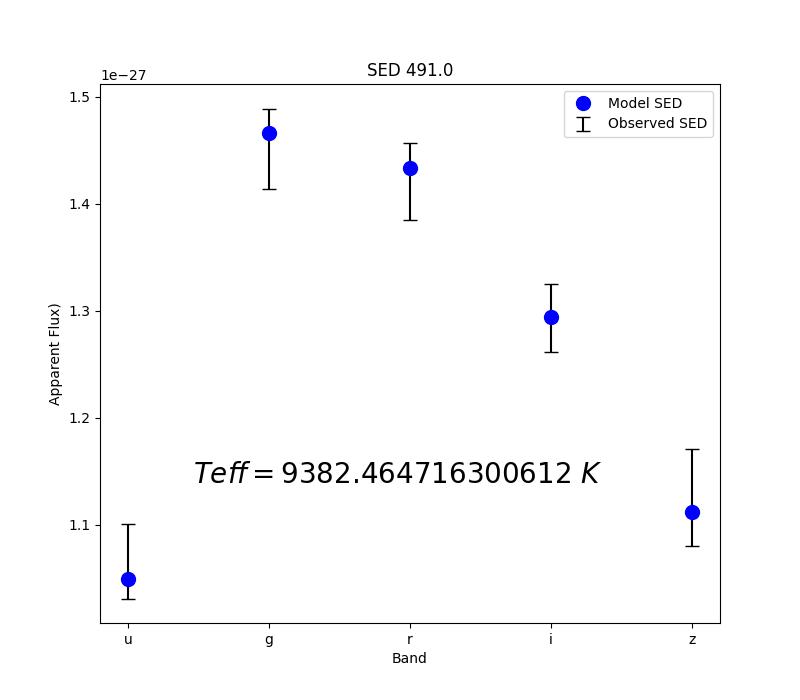 SED 491.0
1e−27
Model SED
Observed SED
1.5
1.4
1.3
1.2
1.1
Apparent Flux)
Teff = 9382.464716300612 K
u g r i z
Band